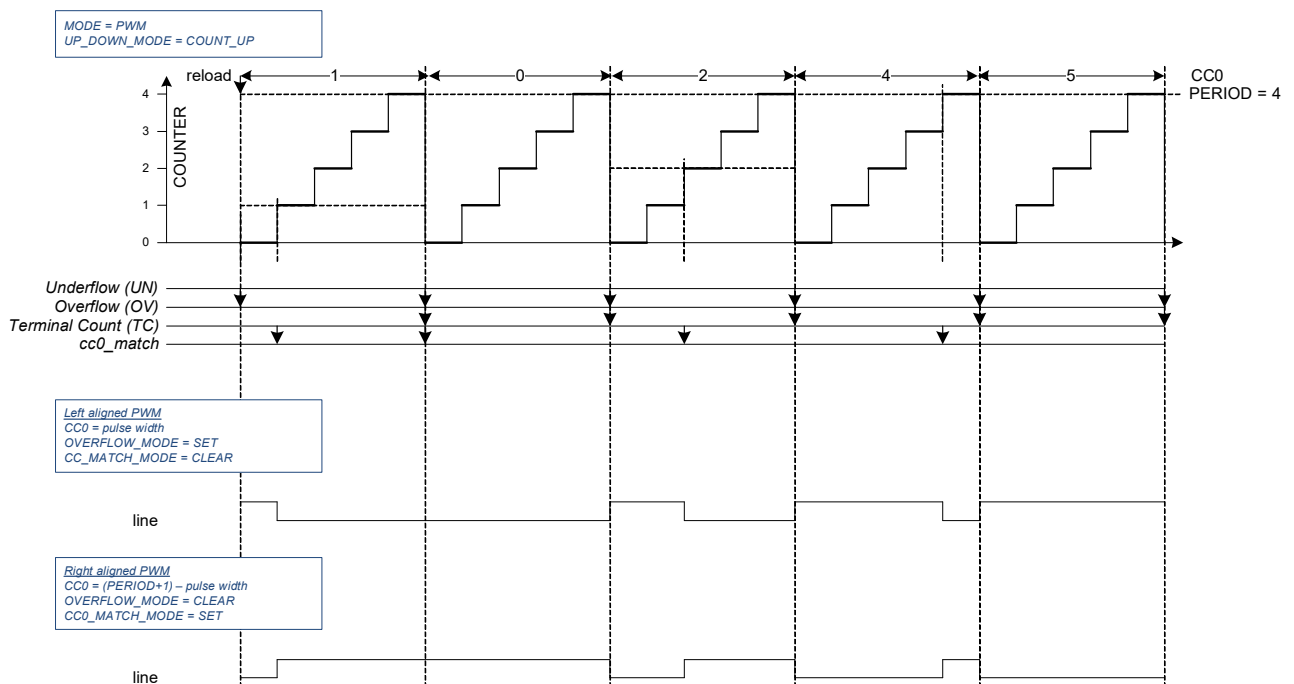 MODE = PWM
UP_DOWN_MODE = COUNT_UP
reload 1 0 2 4 5 CC0
4 PERIOD = 4
3
2
1
0
COUNTER
Underflow (UN)
Overflow (OV)
Terminal Count (TC)
cc0_match
Left aligned PWM
CC0 = pulse width
OVERFLOW_MODE = SET
CC_MATCH_MODE = CLEAR
line
Right aligned PWM
CC0 = (PERIOD+1) – pulse width
OVERFLOW_MODE = CLEAR
CC0_MATCH_MODE = SET
line